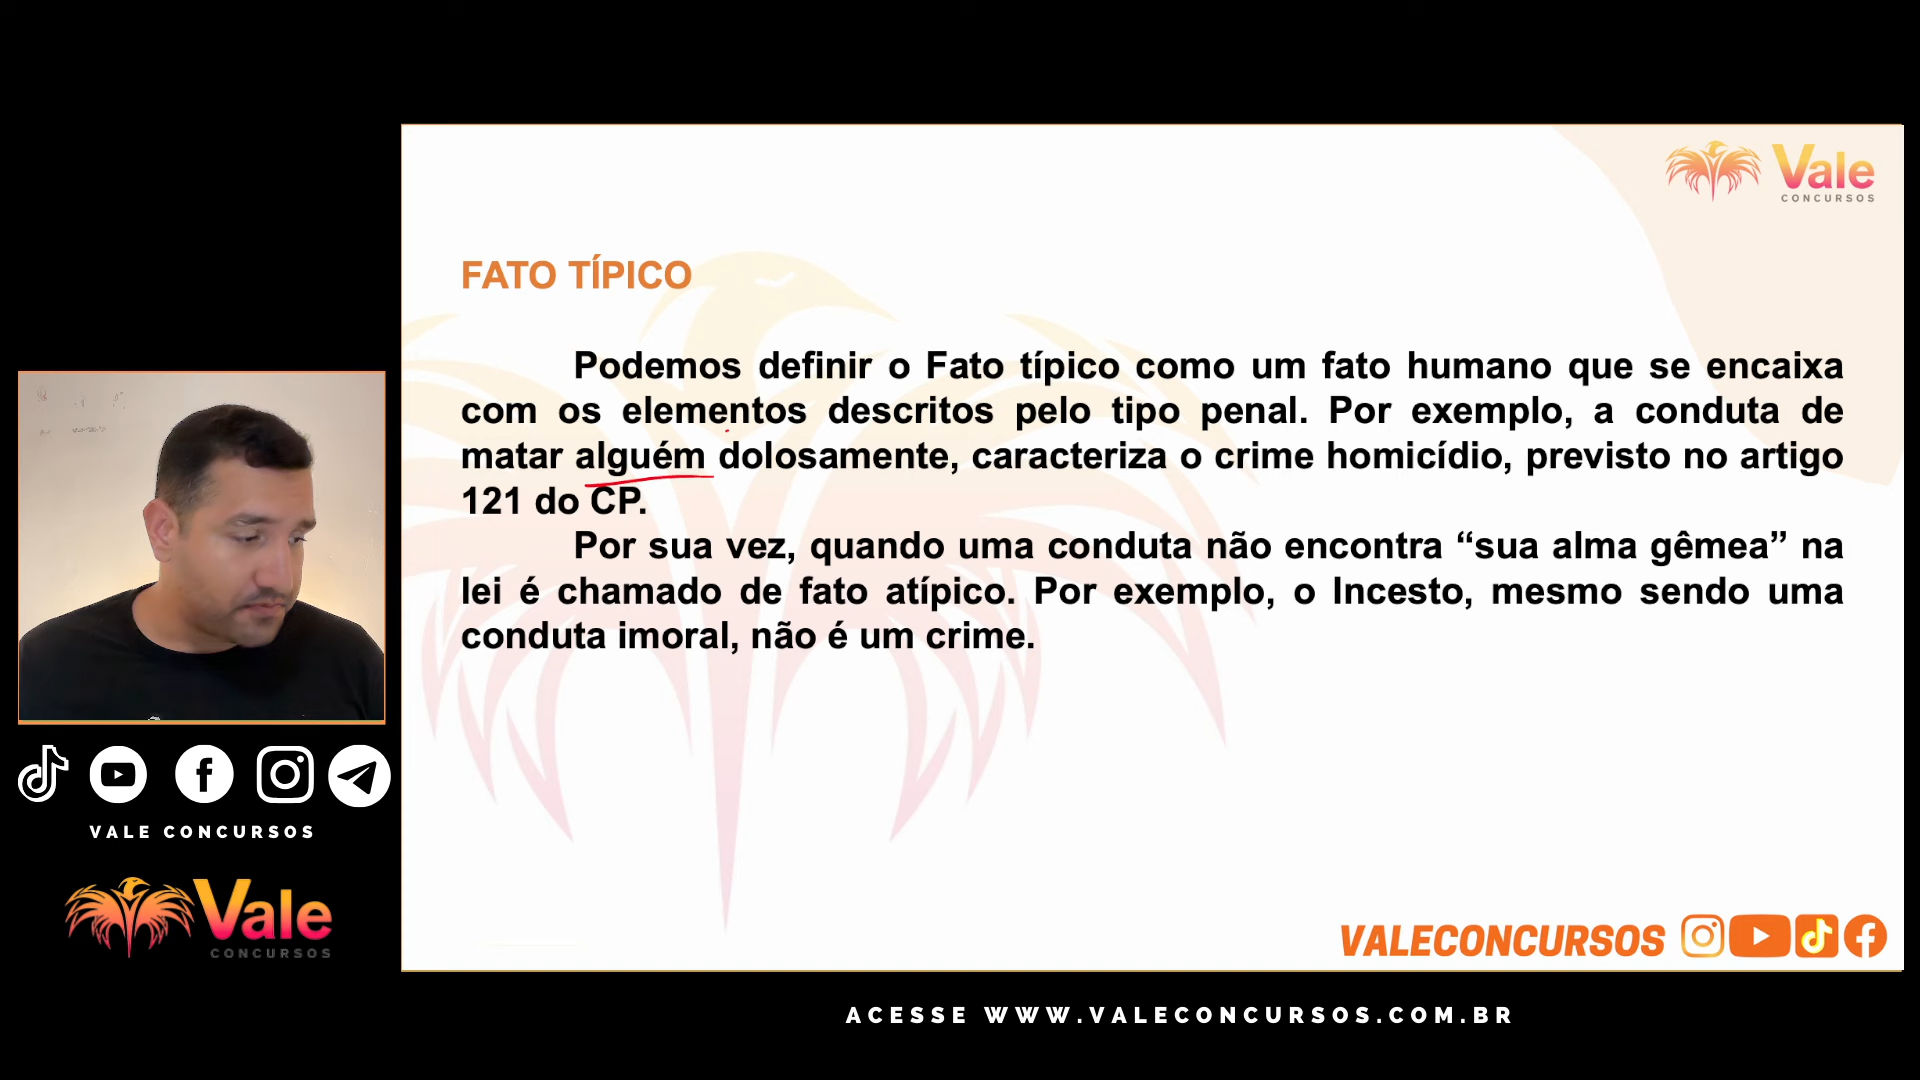 Vale
CONCURSOS
FATO TÍPICO
Podemos definir o Fato típico como um fato humano que se encaixa
com os elementos descritos pelo tipo penal. Por exemplo, a conduta de
matar alguém dolosamente, caracteriza o crime homicídio, previsto no artigo
121 do CP.
Por sua vez, quando uma conduta não encontra “sua alma gêmea” na
lei é chamado de fato atípico. Por exemplo, o Incesto, mesmo sendo uma
conduta imoral, não é um crime.
VALE CONCURSOS
Vale
CONCURSOS
VALECONCURSOS
ACESSE WWW.VALECONCURSOS.COM.BR